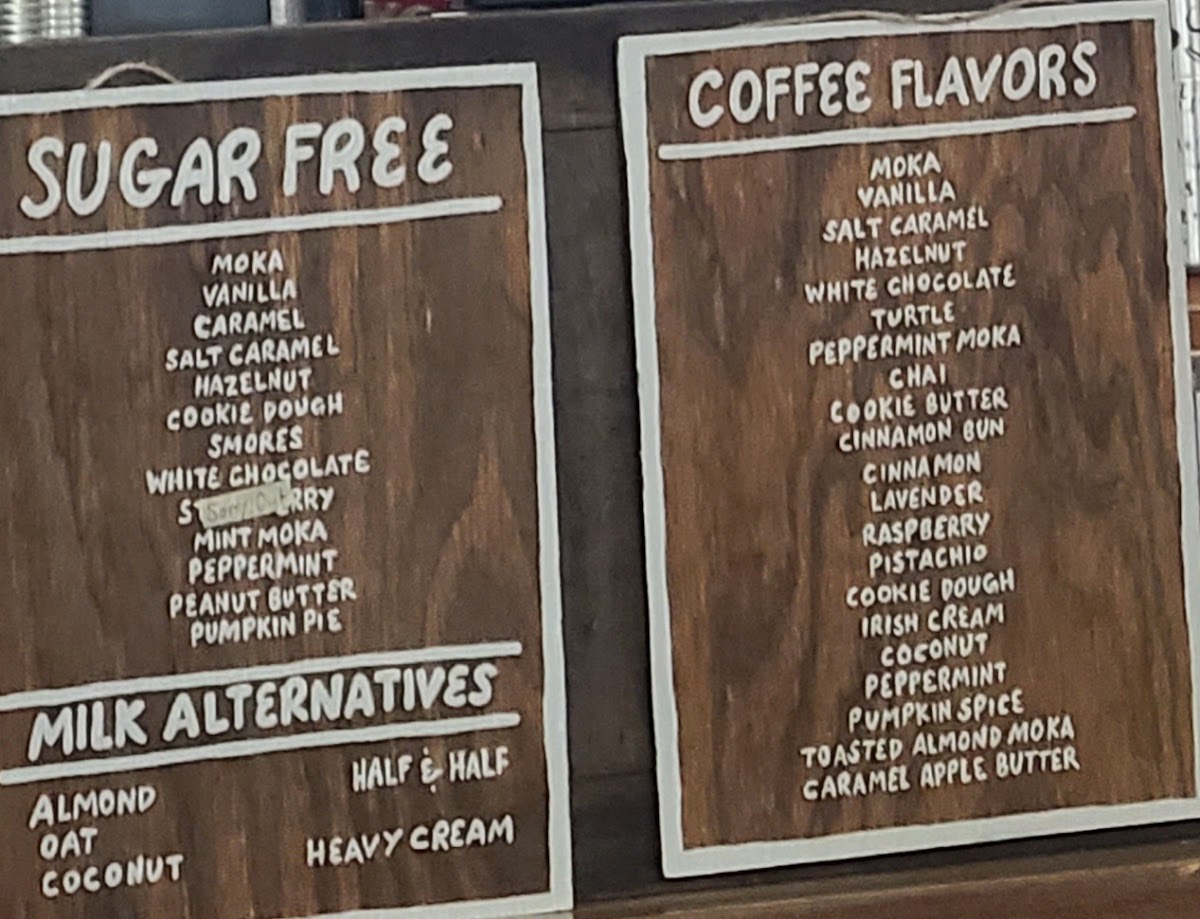 SUGAR FREE
MOKA
VANILLA
CARAMEL
SALT CARAMEL
HAZELNUT
COOKIE DOUGH
SMORES
WHITE CHOCOLATE
MINT MOKA
PEPPERMINT
PEANUT BUTTER
PUMPKIN PIE
MILK ALTERNATIVES
ALMOND
OAT
COCONUT
HALF & HALF
HEAVY CREAM
COFFEE FLAVORS
MOKA
VANILLA
SALT CARAMEL
HAZELNUT
WHITE CHOCOLATE
TURTLE
PEPPERMINT MOKA
CHAI
COOKIE BUTTER
CINNAMON BUN
CINNAMON
LAVENDER
RASPBERRY
PISTACHIO
COOKIE DOUGH
IRISH CREAM
COCONUT
PEPPERMINT
PUMPKIN SPICE
TOASTED ALMOND MOKA
CARAMEL APPLE BUTTER